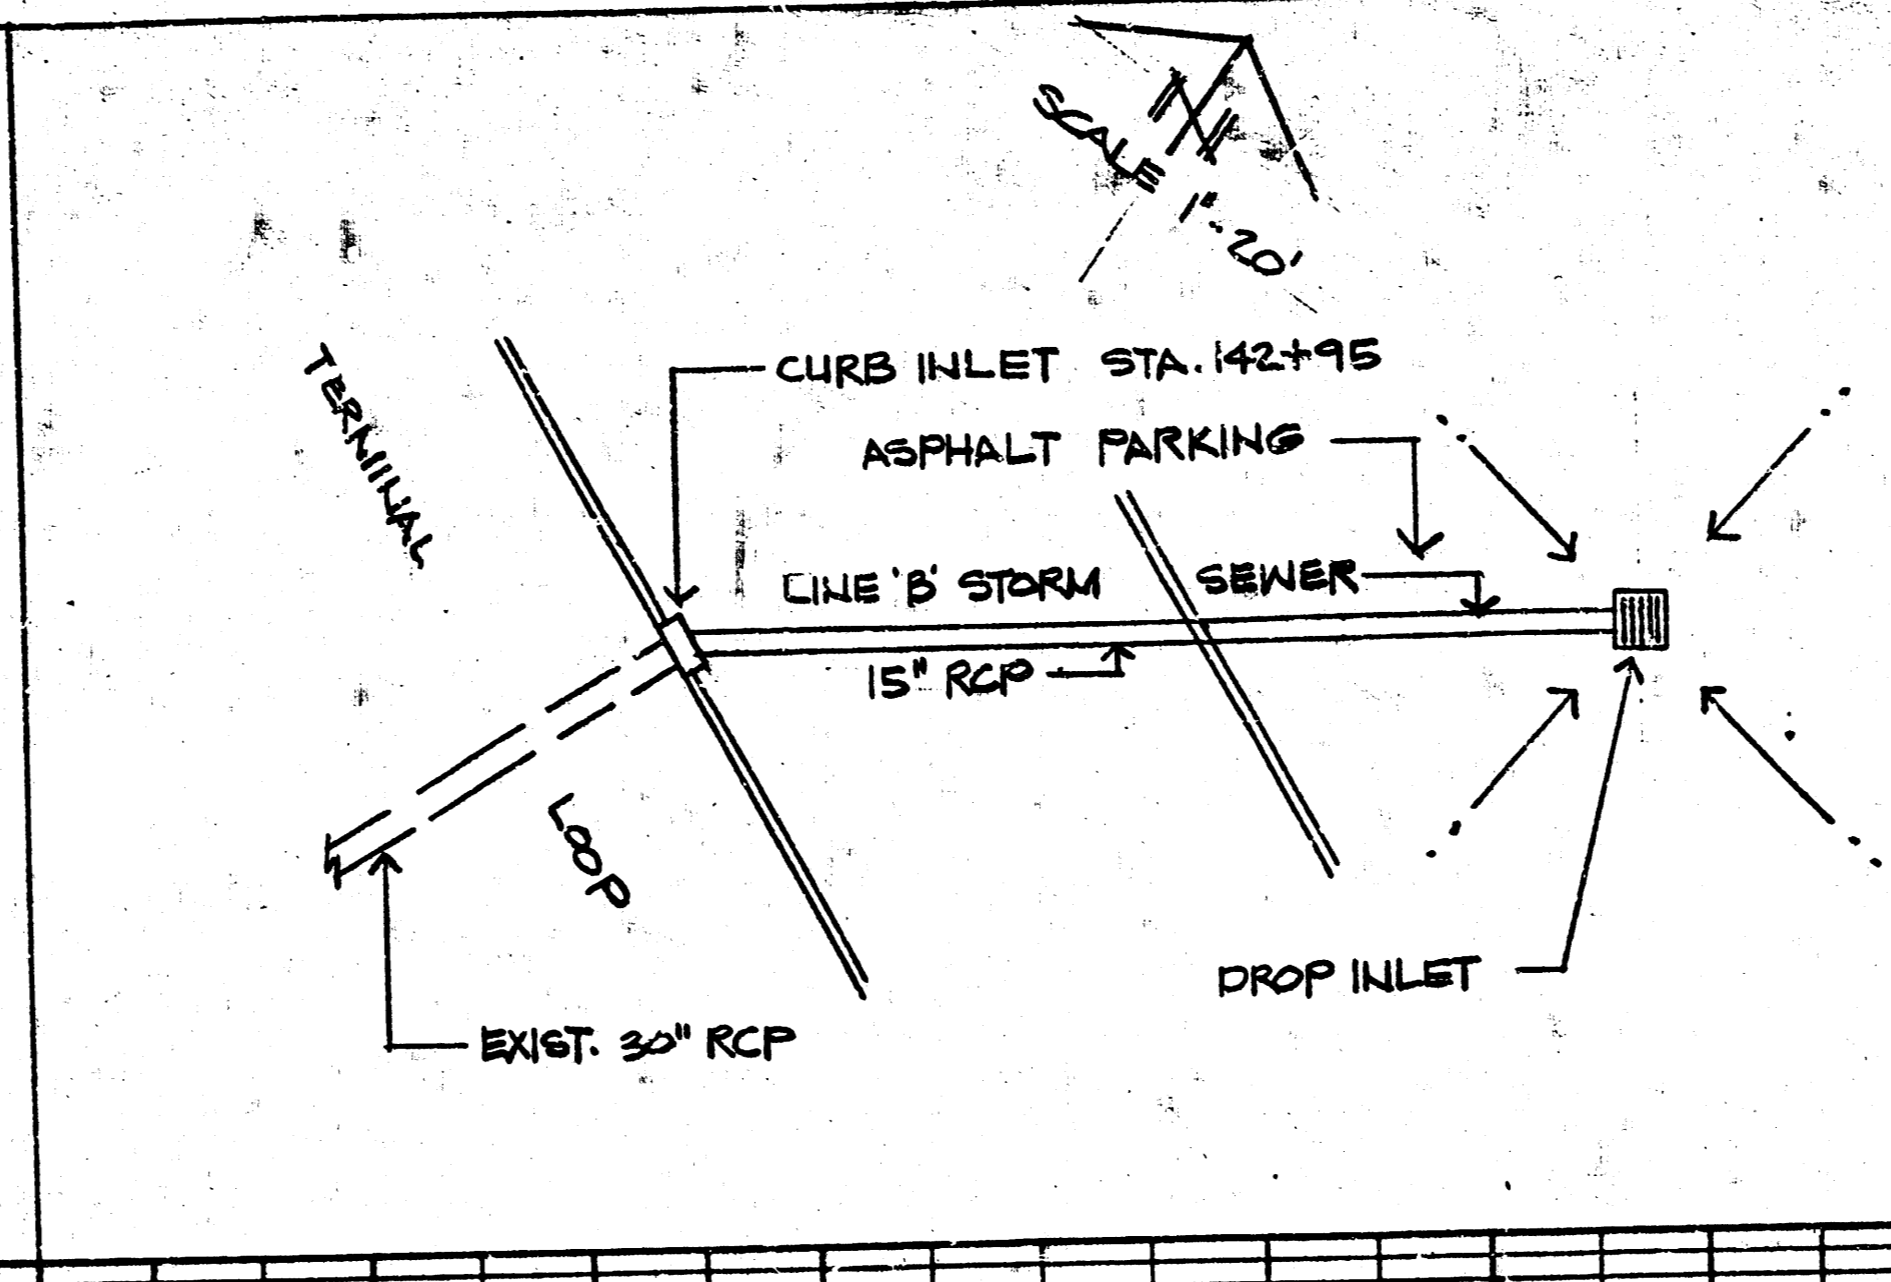 N
SCALE 1"=20'
TERMINAL
LOOP
CURB INLET STA. 142+95
ASPHALT PARKING
LINE 'B' STORM SEWER
15" RCP
DROP INLET
EXIST. 30" RCP